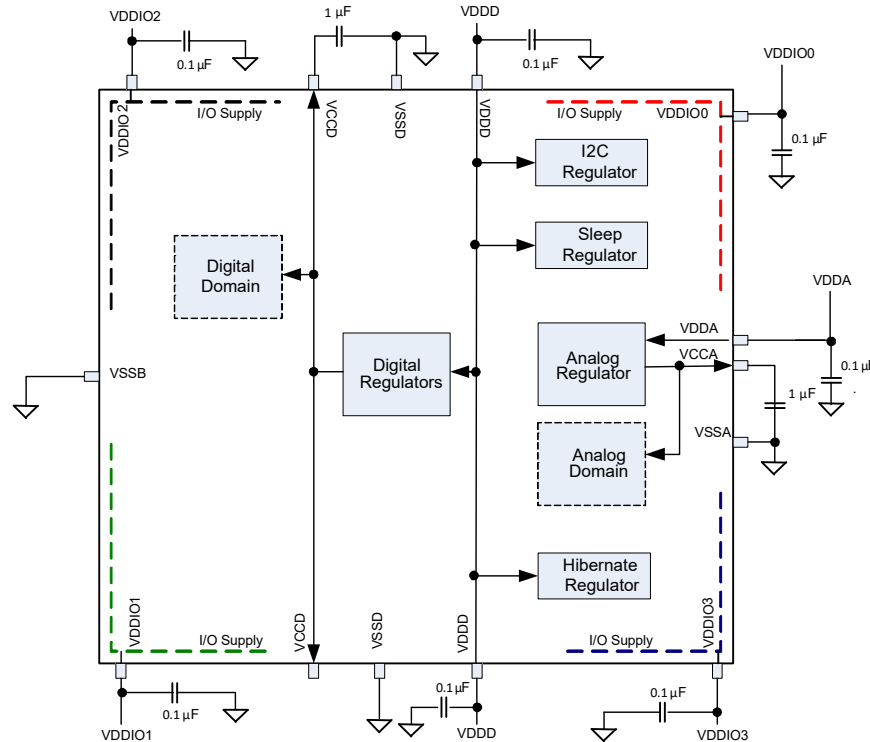 VDDIO2
1 µF
VDDD
0.1 µF
0.1 µF
VDDIO0
VDDIO2
I/O Supply
VCCD
VSSD
VDDD
I/O Supply
VDDIO0
0.1 µF
I2C
Regulator
Sleep
Regulator
Digital
Domain
VDDA
VDDA
Analog
Regulator
VCCA
Digital
Regulators
0.1 µF
1 µF
.
VSSB
VSSA
Analog
Domain
Hibernate
Regulator
VDDIO1
I/O Supply
VCCD
VSSD
VDDD
I/O Supply
VDDIO3
0.1 µF
0.1 µF
0.1 µF
VDDIO1
VDDD
VDDIO3